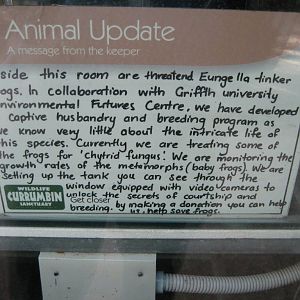 Animal Update
A message from the keeper
side this room are threatend Eungella tinker
ogs. In collaboration with Griffith university
nvironmental Futures Centre. We have developed
captive husbandry and breeding program
e know very little about the intricate life of
this species. Currently we are treating some of
the frogs for 'chytrid fungus'. We are monitoring the
growth rates of the metamorphs (baby frogs). We are
setting up the tank you can see through the
window equipped with video cameras to
unlock the secrets of courtship and
breeding. by making a donation you can help
us, help save frogs.
WILDLIFE
CURRUMBIN
SANCTUARY
Get closer